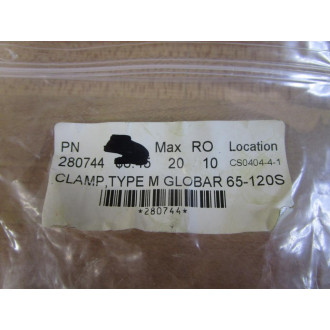 PN Max RO Location
280744 20 10 CS0404-4-1
CLAMP,TYPE M GLOBAR 65-120S
*280744*